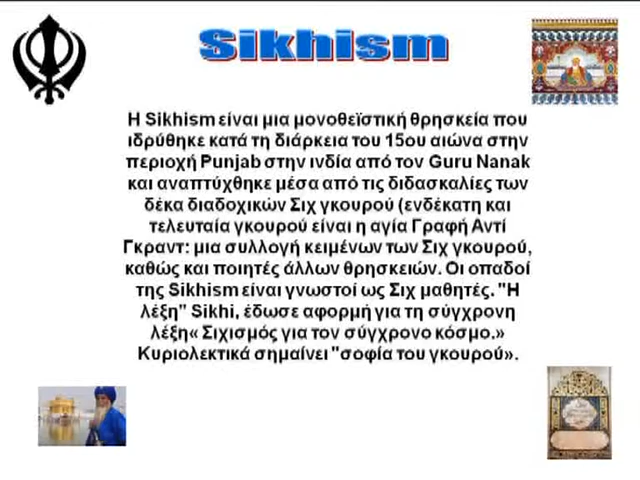 Sikhism
Η Sikhism είναι μια μονοθεϊστική θρησκεία που
ιδρύθηκε κατά τη διάρκεια του 15ου αιώνα στην
περιοχή Punjab στην ινδία από τον Guru Nanak
και αναπτύχθηκε μέσα από τις διδασκαλίες των
δέκα διαδοχικών Σιχ γκουρού (ενδέκατη και
τελευταία γκουρού είναι η αγία Γραφή Αντί
Γκραντ: μια συλλογή κειμένων των Σιχ γκουρού,
καθώς και ποιητές άλλων θρησκειών. Οι οπαδοί
της Sikhism είναι γνωστοί ως Σιχ μαθητές. "Η
λέξη" Sikhi, έδωσε αφορμή για τη σύγχρονη
λέξη« Σιχισμός για τον σύγχρονο κόσμο.»
Κυριολεκτικά σημαίνει "σοφία του γκουρού».